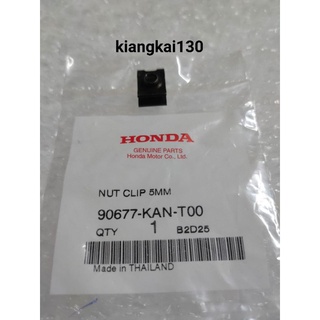 kiangkai130
HONDA
GENUINE PARTS
Honda Motor Co., Ltd.
NUT CLIP 5MM
90677-KAN-T00
QTY 1 B2D25
Made in THAILAND